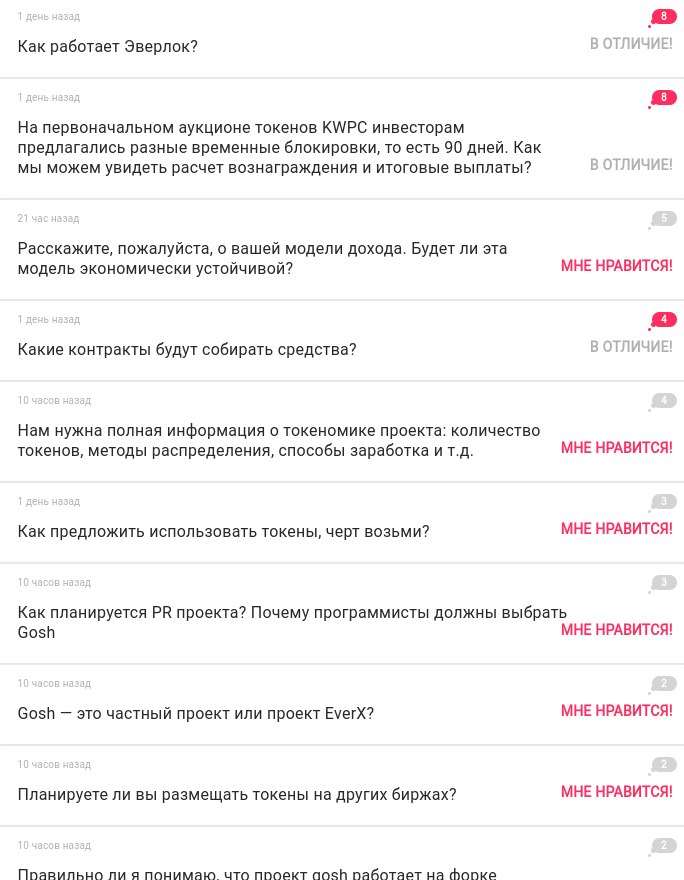 1 день назад
8
Как работает Эверлок?
В ОТЛИЧИЕ!
1 день назад
8
На первоначальном аукционе токенов KWPC инвесторам
предлагались разные временные блокировки, то есть 90 дней. Как
мы можем увидеть расчет вознаграждения и итоговые выплаты?
В ОТЛИЧИЕ!
21 час назад
5
Расскажите, пожалуйста, о вашей модели дохода. Будет ли эта
модель экономически устойчивой?
МНЕ НРАВИТСЯ!
1 день назад
4
Какие контракты будут собирать средства?
В ОТЛИЧИЕ!
10 часов назад
4
Нам нужна полная информация о токеномике проекта: количество
токенов, методы распределения, способы заработка и т.д.
МНЕ НРАВИТСЯ!
1 день назад
3
Как предложить использовать токены, черт возьми?
МНЕ НРАВИТСЯ!
10 часов назад
3
Как планируется PR проекта? Почему программисты должны выбрать
Gosh
МНЕ НРАВИТСЯ!
10 часов назад
2
Gosh — это частный проект или проект EverX?
МНЕ НРАВИТСЯ!
10 часов назад
2
Планируете ли вы размещать токены на других биржах?
МНЕ НРАВИТСЯ!
10 часов назад
2
Правильно ли я понимаю, что проект gosh работает на форке